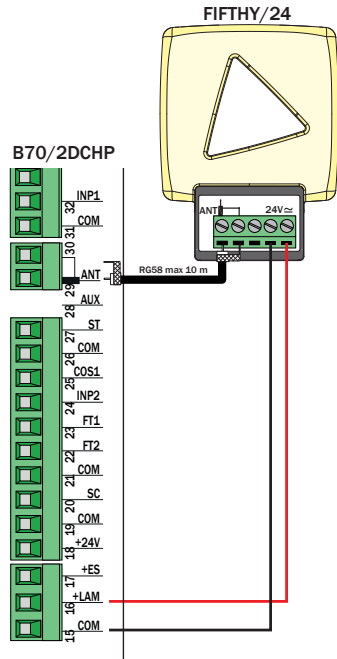 FIFTHY/24
B70/2DCHP
ANT
24V≃
32 INP1
31 COM
30
29 ANT
RG58 max 10 m
28 AUX
27 ST
26 COM
25 COS1
24 INP2
23 FT1
22 FT2
21 COM
20 SC
19 COM
18 +24V
17 +ES
16 +LAM
15 COM